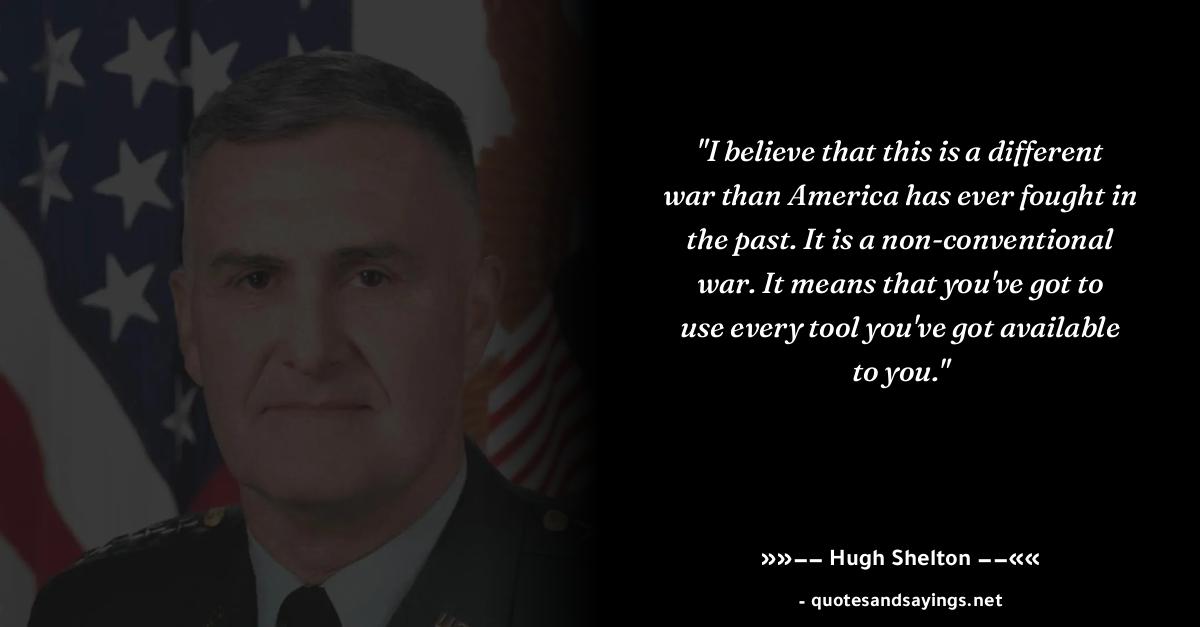 "I believe that this is a different
war than America has ever fought in
the past. It is a non-conventional
war. It means that you've got to
use every tool you've got available
to you."
»»–– Hugh Shelton ––««
- quotesandsayings.net